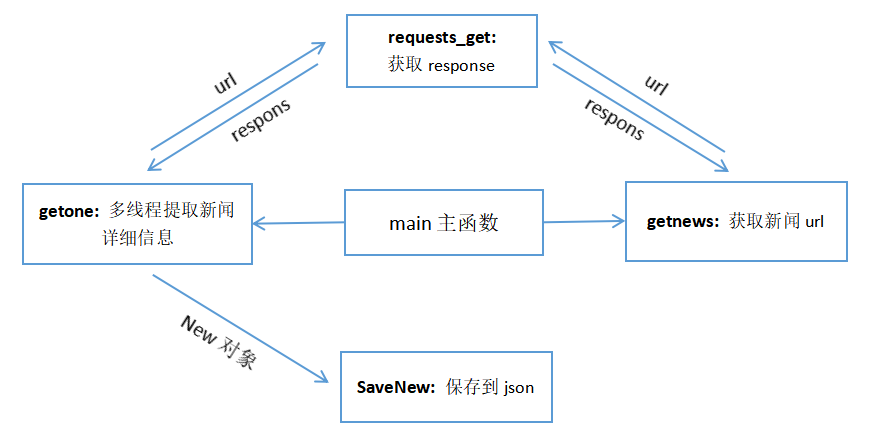 requests_get:
获取 response
url
respons
url
respons
getone: 多线程提取新闻
详细信息
main 主函数
getnews: 获取新闻 url
New 对象
SaveNew: 保存到 json